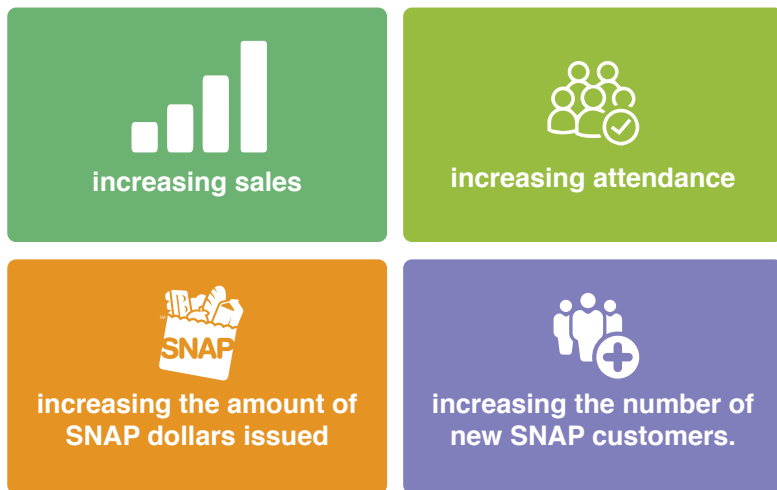 increasing sales
increasing attendance
SNAP
increasing the amount of
SNAP dollars issued
increasing the number of
new SNAP customers.